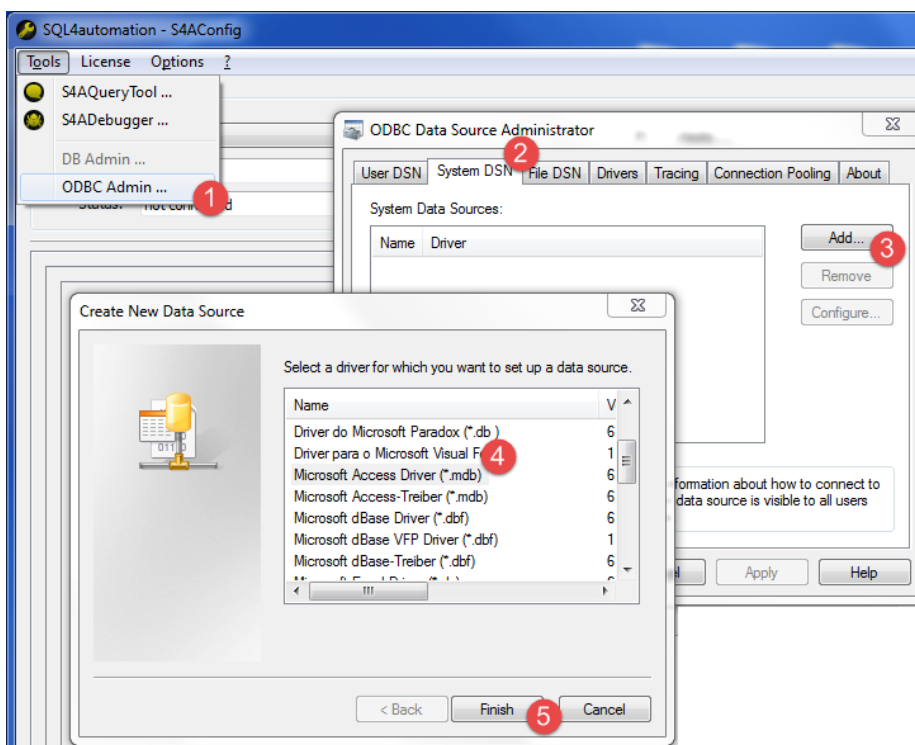 SQL4automation - S4AConfig
Tools License Options ?
S4AQueryTool ...
S4ADebugger ...
DB Admin ...
ODBC Admin ...
1
Status: not connected
ODBC Data Source Administrator
2
User DSN System DSN File DSN Drivers Tracing Connection Pooling About
System Data Sources:
Name Driver
Add...
3
Remove
Configure...
formation about how to connect to
data source is visible to all users
Apply Help
Create New Data Source
Select a driver for which you want to set up a data source.
Name V
Driver do Microsoft Paradox (*.db ) 6
Driver para o Microsoft Visual 1
4
Microsoft Access Driver (*.mdb) 6
Microsoft Access-Treiber (*.mdb) 6
Microsoft dBase Driver (*.dbf) 6
Microsoft dBase VFP Driver (*.dbf) 1
Microsoft dBase-Treiber (*.dbf) 6
< Back Finish Cancel
5